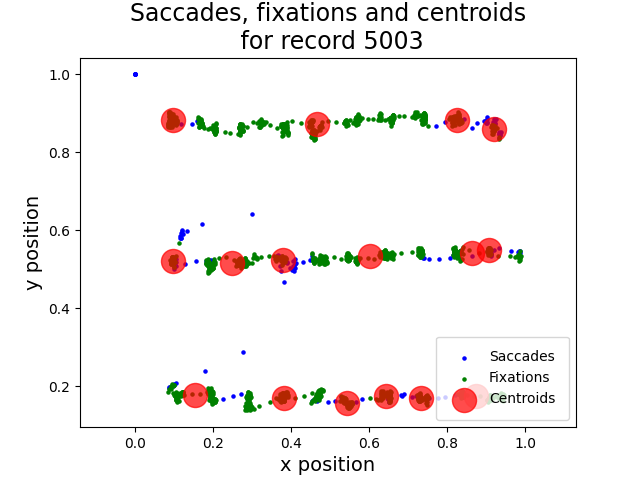 Saccades, fixations and centroids
for record 5003
1.0
0.8
0.6
0.4
0.2
y position
0.0 0.2 0.4 0.6 0.8 1.0
x position
Saccades
Fixations
Centroids